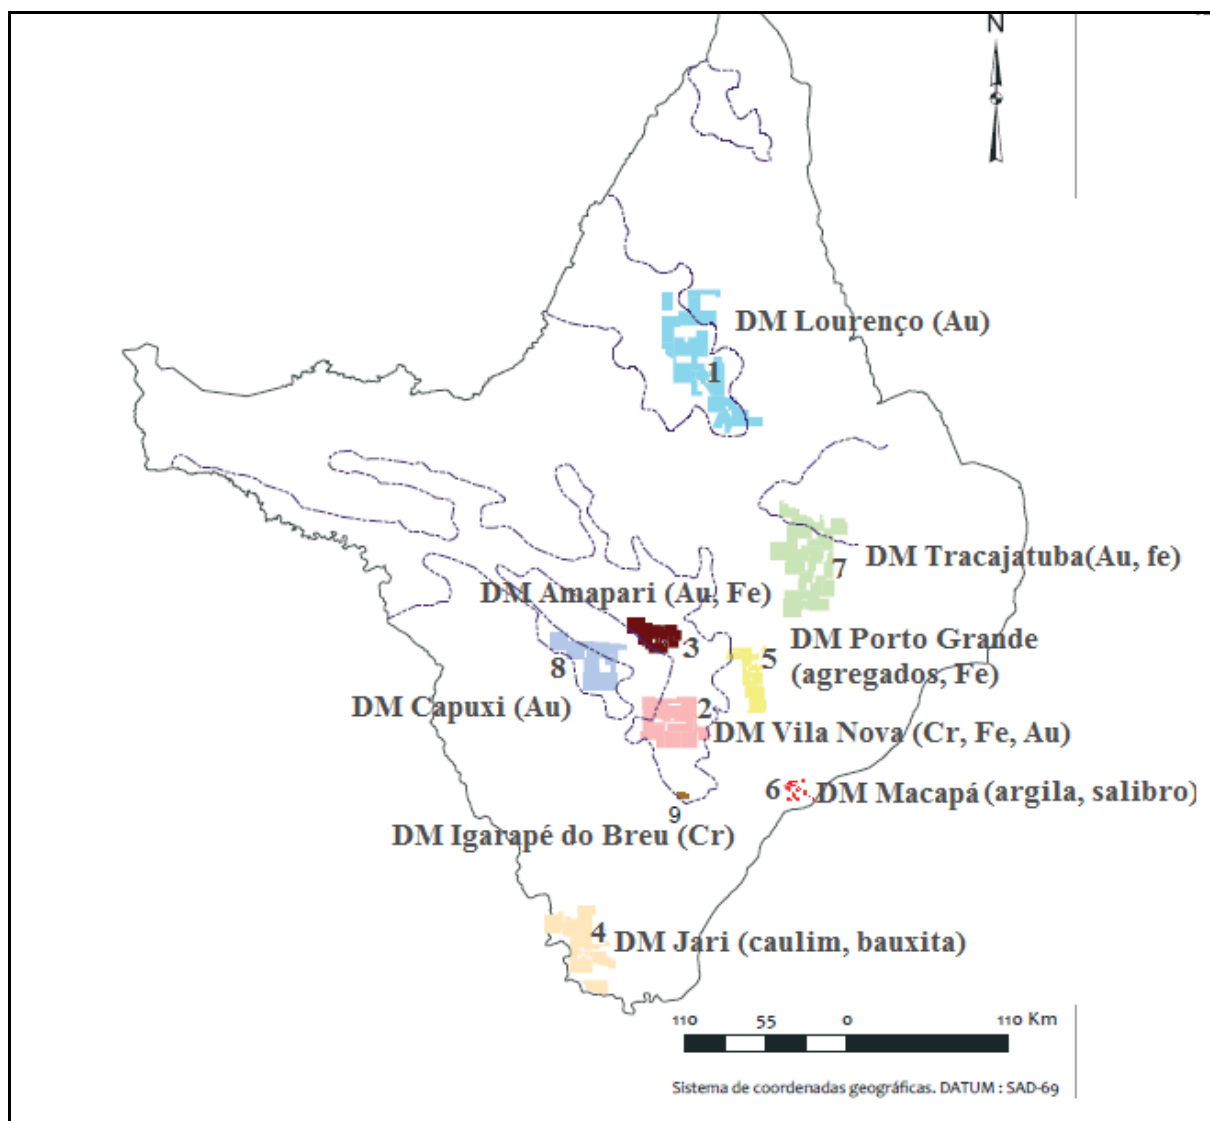 N
DM Lourenço (Au)
1
DM Tracajatuba(Au, fe)
7
DM Amapari (Au, Fe)
3
DM Porto Grande
(agregados, Fe)
5
8
DM Capuxi (Au)
2
DM Vila Nova (Cr, Fe, Au)
6
DM Macapá (argila, salibro)
9
DM Igarapé do Breu (Cr)
4
DM Jari (caulim, bauxita)
110 55 0 110 Km
Sistema de coordenadas geográficas. DATUM : SAD-69